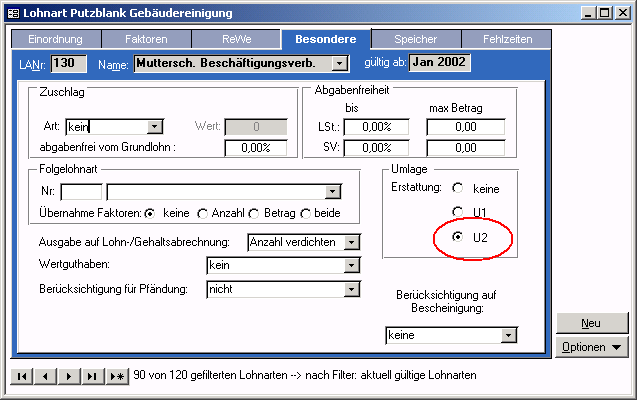 Lohnart Putzblank Gebäudereinigung
Einordnung Faktoren ReWe Besondere Speicher Fehlzeiten
LANr: 130 Name: Muttersch. Beschäftigungsverb. gültig ab: Jan 2002
Zuschlag
Art: kein Wert: 0
abgabenfrei vom Grundlohn : 0,00%
Abgabenfreiheit
bis max Betrag
LSt.: 0,00% 0,00
SV: 0,00% 0,00
Folgelohnart
Nr:
Übernahme Faktoren: keine Anzahl Betrag beide
Umlage
Erstattung: keine
U1
U2
Ausgabe auf Lohn-/Gehaltsabrechnung: Anzahl verdichten
Wertguthaben: kein
Berücksichtigung für Pfändung: nicht
Berücksichtigung auf
Bescheinigung:
keine
Neu
Optionen
90 von 120 gefilterten Lohnarten --> nach Filter: aktuell gültige Lohnarten